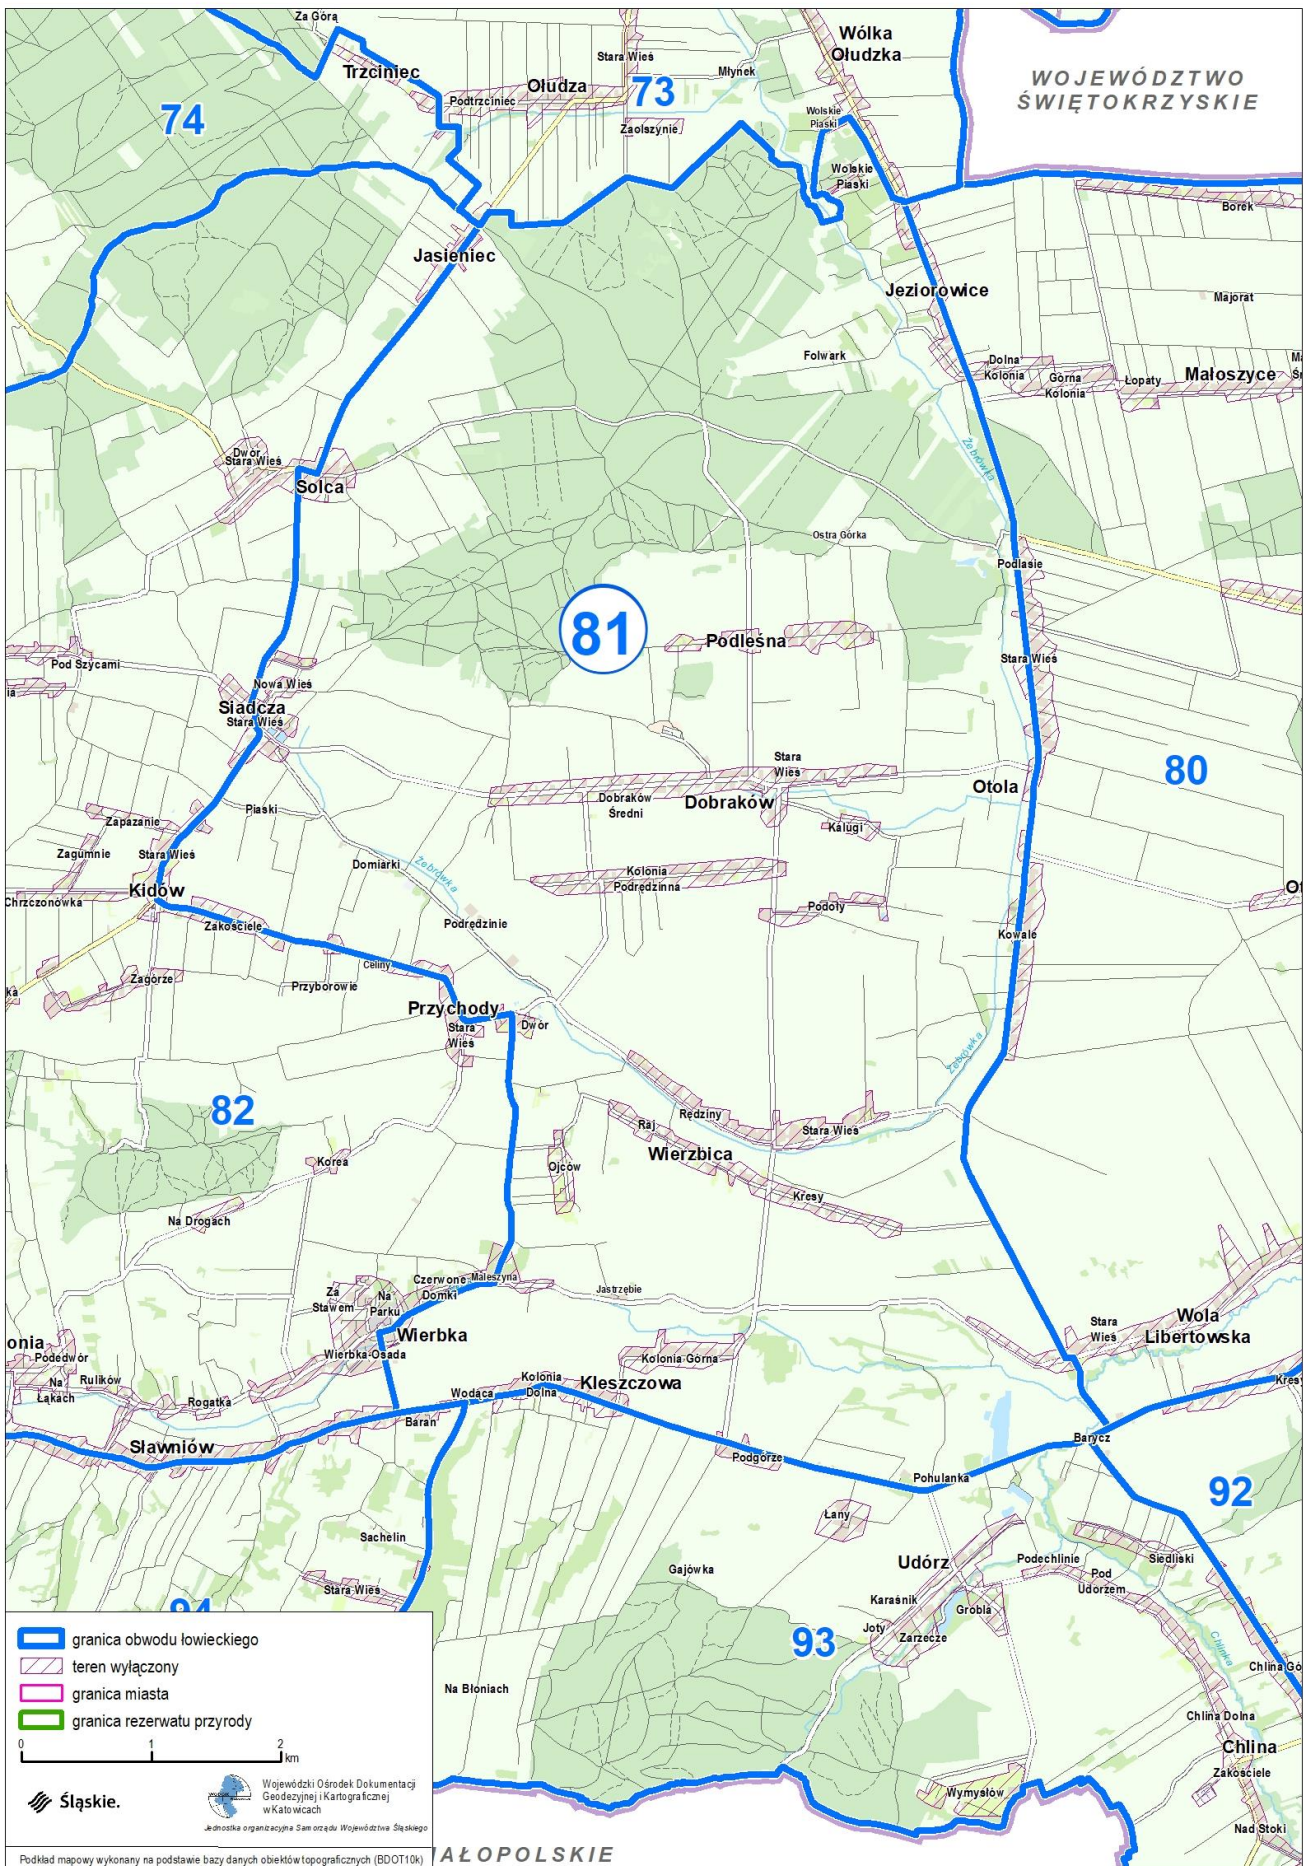 Za Górą
Trzciniec
Stara Wieś
Ołudza
73
Młynek
Wólka
Ołudzka
WOJEWÓDZTWO
ŚWIĘTOKRZYSKIE
74
Podtrzciniec
Zaolszynie
Wolskie
Piaski
Wolskie
Piaski
Borek
Jasieniec
Jeziorowice
Majorat
Folwark
Dolna
Kolonia
Górna
Kolonia
Łopaty
Małoszyce
Dwór
Stara Wieś
Solca
Żebrówka
Ostra Górka
Podlasie
81
Podleśna
Pod Szycami
Stara Wieś
Nowa Wieś
Siadcza
Stara Wieś
80
Stara
Wieś
Otola
Dobraków
Średni
Dobraków
Piaski
Zapazanie
Kaługi
Zagumnie
Stara Wieś
Domiarki
Żebrówka
Kolonia
Podrędzinna
Kidów
Chrzczonówka
Podoły
Zakościele
Podrędzinie
Kowale
Celiny
Zagórze
Przyborowie
Przychody
Stara
Wieś
Dwór
Żebrówka
82
Rędziny
Raj
Stara Wieś
Wierzbica
Korea
Ojców
Kresy
Na Drogach
Czerwone
Domki
Maleszyna
Jastrzębie
Za
Stawem
Na
Parku
Wierbka
Wierbka-Osada
Stara
Wieś
Wola
Libertowska
onia
Podedwór
Na
Łąkach
Rulików
Rogatka
Kolonia Górna
Kolonia
Dolna
Kleszczowa
Wodąca
Baran
Kresy
Sławniów
Barycz
Podgórze
Pohulanka
92
Łany
Sachelin
Udórz
Podechlinie
Siedliski
Pod
Udorzem
Gajówka
Stara Wieś
Karaśnik
Grobla
94
Joty
Zarzecze
93
Chlinka
Chlina Gó
Na Błoniach
Chlina Dolna
Chlina
Zakościele
Wymysłów
Nad Stoki
granica obwodu łowieckiego
teren wyłączony
granica miasta
granica rezerwatu przyrody
0 1 2
km
Śląskie.
Wojewódzki Ośrodek Dokumentacji
Geodezyjnej i Kartograficznej
w Katowicach
Jednostka organizacyjna Samorządu Województwa Śląskiego
Podkład mapowy wykonany na podstawie bazy danych obiektów topograficznych (BDOT10k)
AŁOPOLSKIE